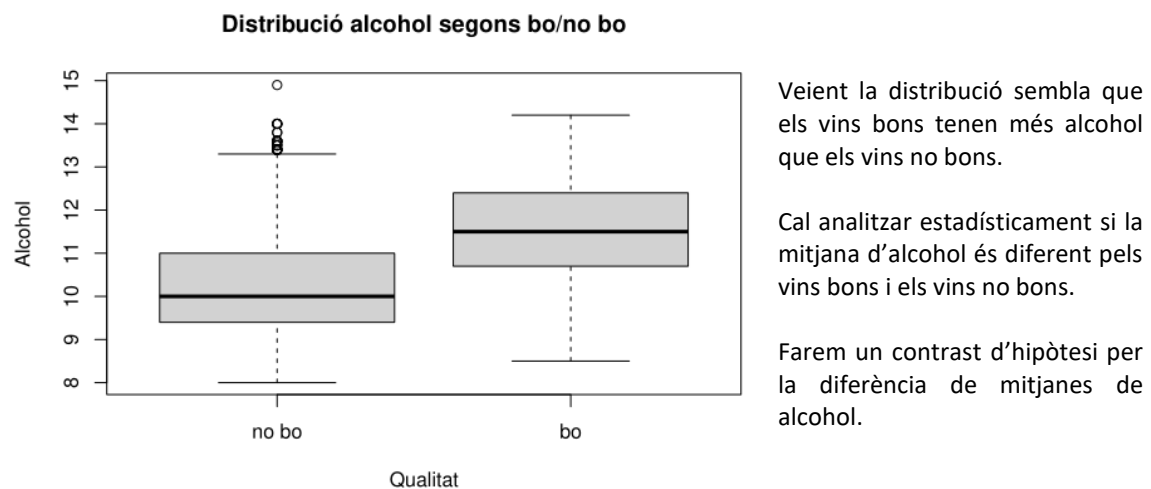 Distribució alcohol segons bo/no bo
15
14
13
12
11
10
9
8
Alcohol
no bo
bo
Qualitat
Veient la distribució sembla que
els vins bons tenen més alcohol
que els vins no bons.
Cal analitzar estadísticament si la
mitjana d’alcohol és diferent pels
vins bons i els vins no bons.
Farem un contrast d’hipòtesi per
la diferència de mitjanes de
alcohol.